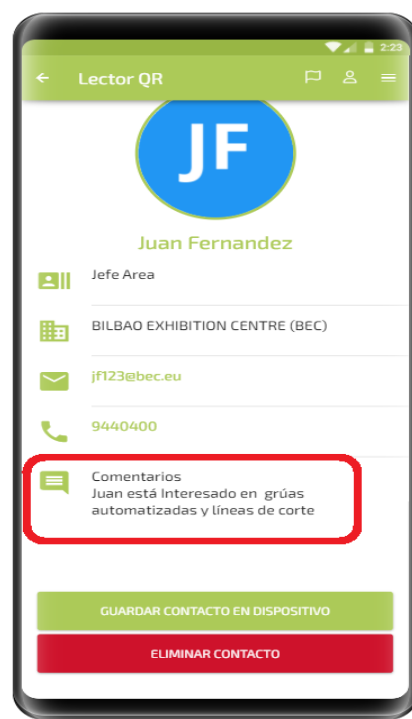 2:23
Lector QR
JF
Juan Fernandez
Jefe Area
BILBAO EXHIBITION CENTRE (BEC)
jf123@bec.eu
9440400
Comentarios
Juan está Interesado en grúas
automatizadas y líneas de corte
GUARDAR CONTACTO EN DISPOSITIVO
ELIMINAR CONTACTO